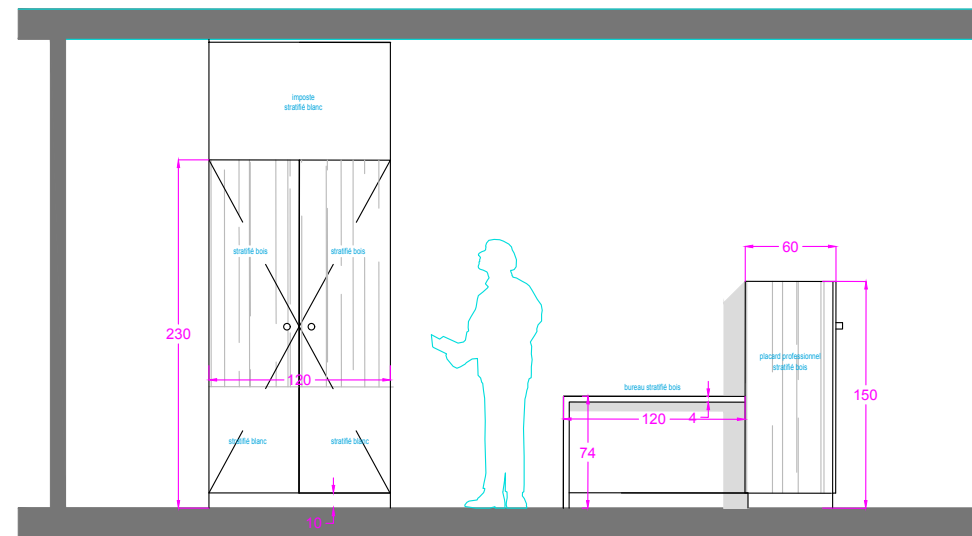 imposte
stratifié blanc
stratifié bois
stratifié bois
60
230
placard professionnel
stratifié bois
120
bureau stratifié bois
150
120
4
stratifié blanc
stratifié blanc
74
10